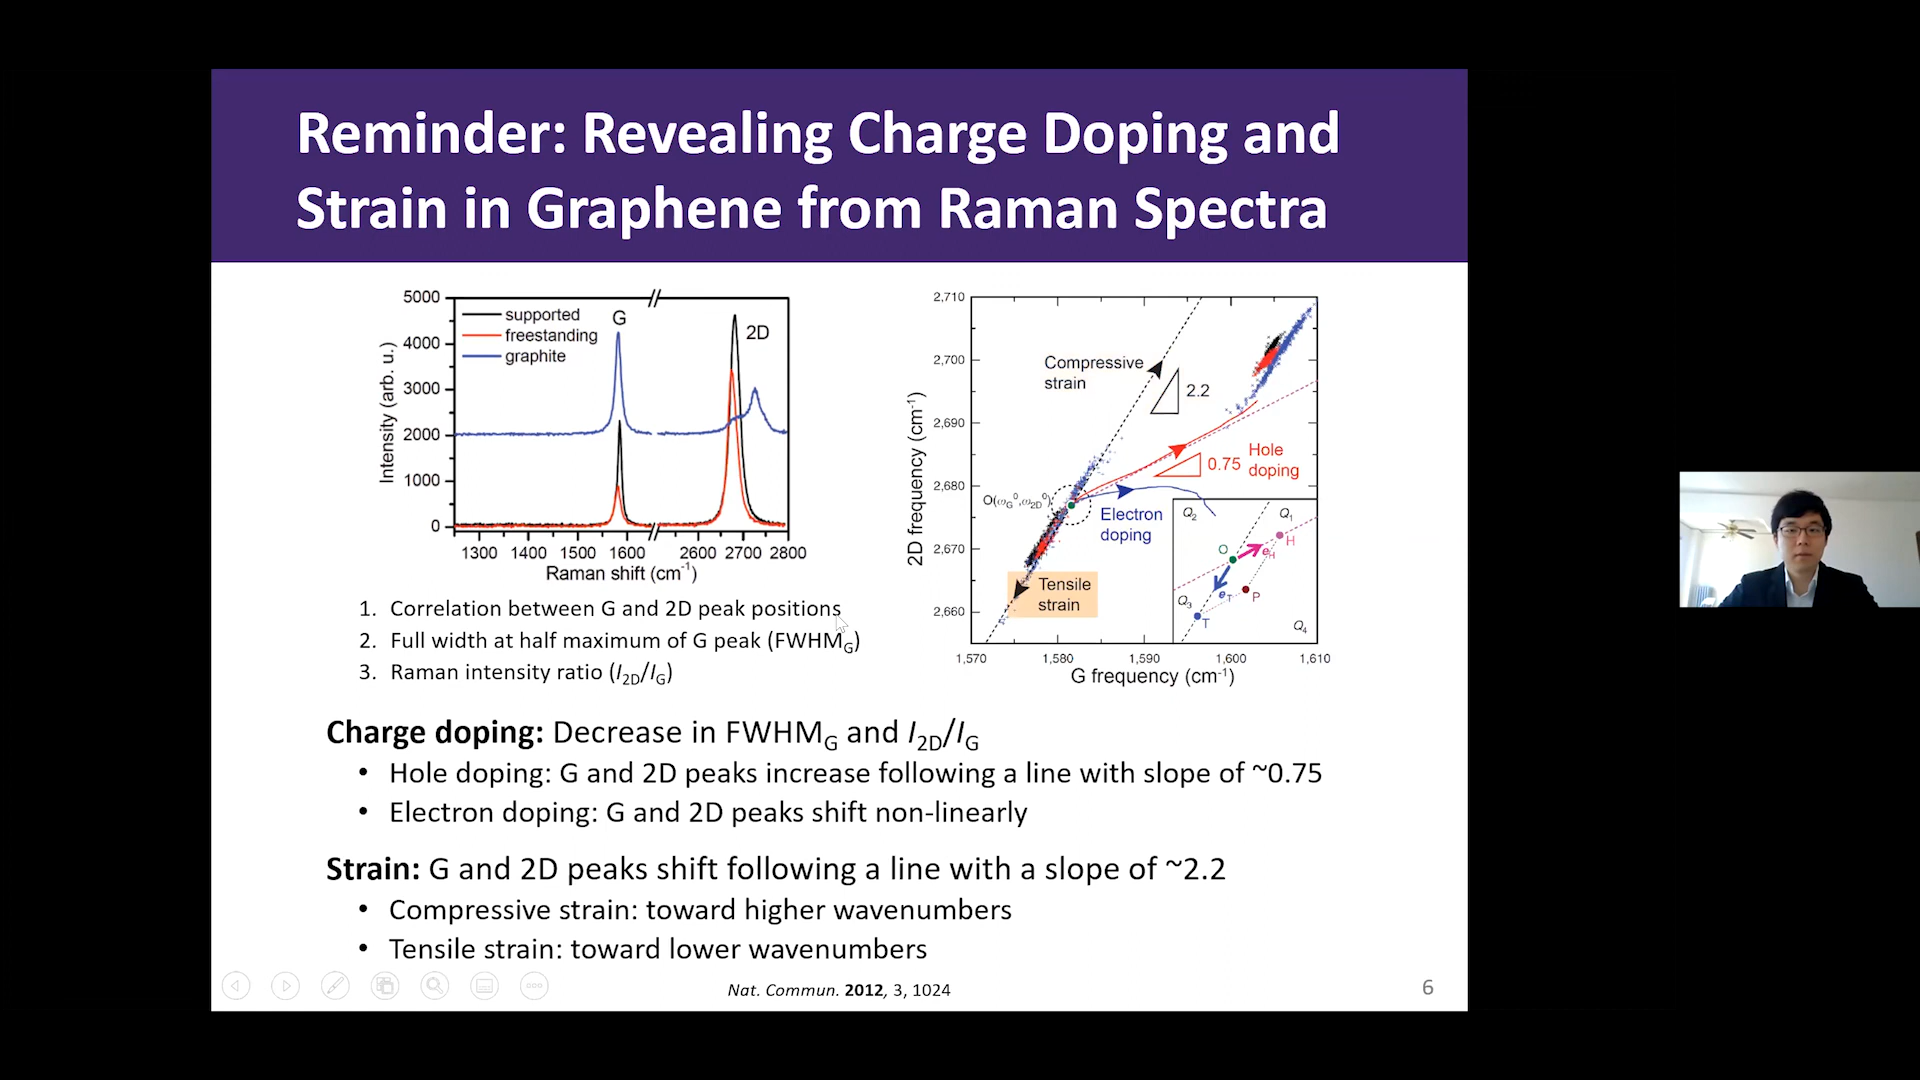 Reminder: Revealing Charge Doping and
Strain in Graphene from Raman Spectra
5000
4000
3000
2000
1000
0
Intensity (arb. u.)
supported
freestanding
graphite
G
2D
1300 1400 1500 1600 2600 2700 2800
Raman shift (cm⁻¹)
2,710
2,700
2,690
2,680
2,670
2,660
2D frequency (cm⁻¹)
Compressive
strain
2.2
0.75
Hole
doping
O(ω_G⁰,ω_2D⁰)
Electron
doping
Tensile
strain
Q₂
Q₁
O
H
e_H
e_T
P
Q₃
T
Q₄
1,570 1,580 1,590 1,600 1,610
G frequency (cm⁻¹)
1. Correlation between G and 2D peak positions
2. Full width at half maximum of G peak (FWHM_G)
3. Raman intensity ratio (I_2D/I_G)
Charge doping: Decrease in FWHM_G and I_2D/I_G
• Hole doping: G and 2D peaks increase following a line with slope of ~0.75
• Electron doping: G and 2D peaks shift non-linearly
Strain: G and 2D peaks shift following a line with a slope of ~2.2
• Compressive strain: toward higher wavenumbers
• Tensile strain: toward lower wavenumbers
Nat. Commun. 2012, 3, 1024
6